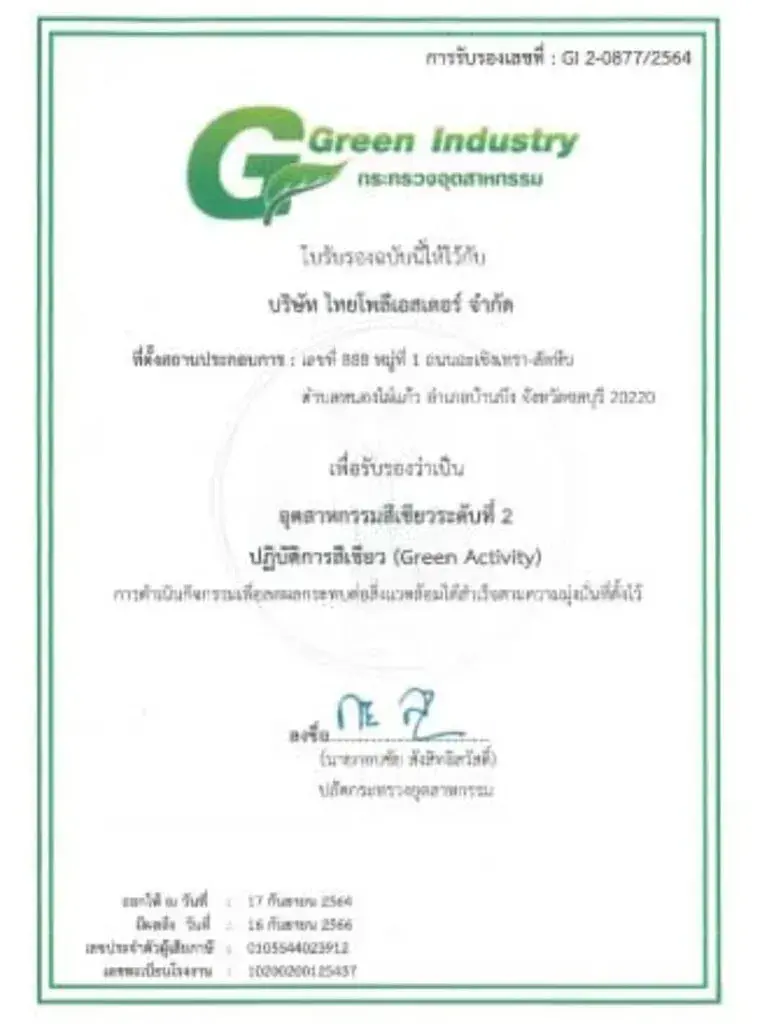 การรับรองเลขที่ : GI 2-0877/2564
Green Industry
กระทรวงอุตสาหกรรม
ใบรับรองฉบับนี้ให้ไว้กับ
บริษัท ไทยโพลีเอสเตอร์ จำกัด
ที่ตั้งสถานประกอบการ : เลขที่ 888 หมู่ที่ 1 ถนนฉะเชิงเทรา-สัตหีบ
ตำบลหนองไผ่แก้ว อำเภอบ้านบึง จังหวัดชลบุรี 20220
เพื่อรับรองว่าเป็น
อุตสาหกรรมสีเขียวระดับที่ 2
ปฏิบัติการสีเขียว (Green Activity)
การดำเนินกิจกรรมเพื่อลดผลกระทบต่อสิ่งแวดล้อมได้สำเร็จตามความมุ่งมั่นที่ตั้งไว้
ลงชื่อ
(นายกอบชัย สังสิทธิสวัสดิ์)
ปลัดกระทรวงอุตสาหกรรม
ออกให้ ณ วันที่ : 17 กันยายน 2564
มีผลถึง วันที่ : 16 กันยายน 2566
เลขประจำตัวผู้เสียภาษี : 0105544023912
เลขทะเบียนโรงงาน : 10200200125437